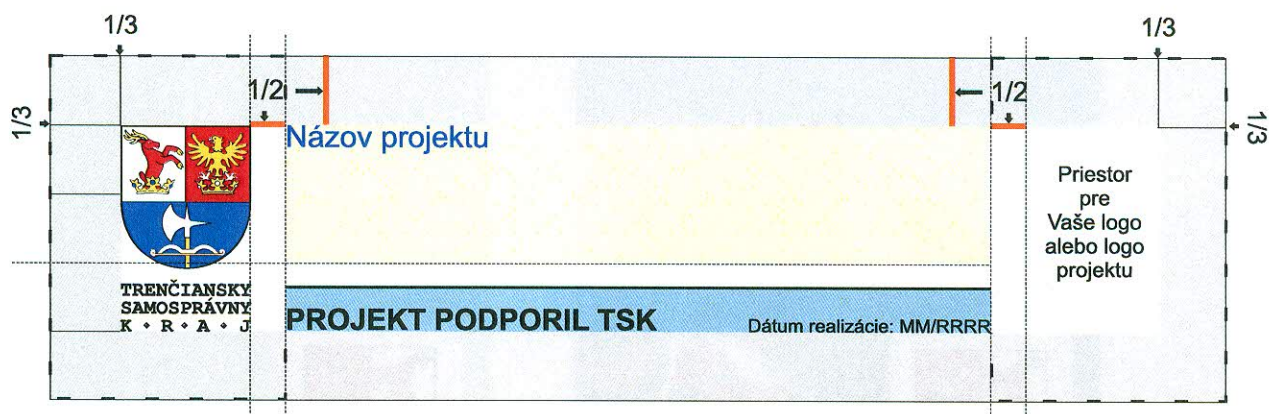 1/3
1/3
1/2
1/2
1/3
1/3
Názov projektu
Priestor
pre
Vaše logo
alebo logo
projektu
TRENČIANSKY
SAMOSPRÁVNY
K • R • A • J
PROJEKT PODPORIL TSK
Dátum realizácie: MM/RRRR